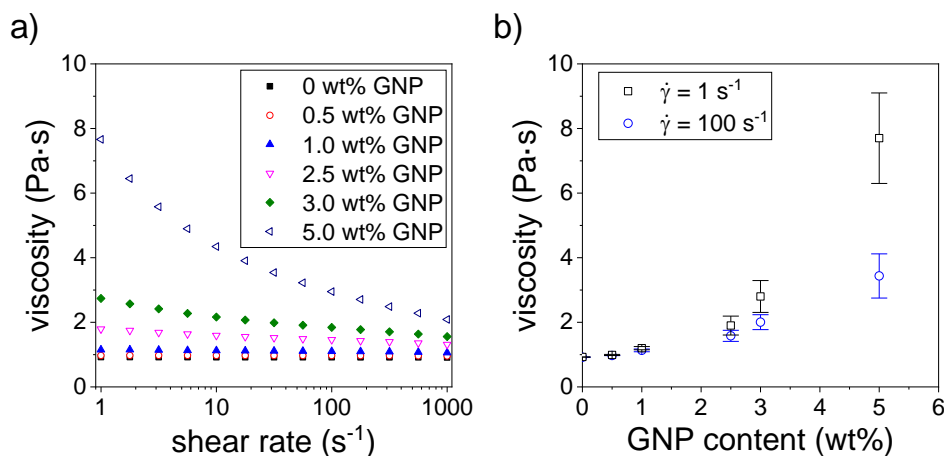 a)
10
8
6
4
2
0
viscosity (Pa·s)
1 10 100 1000
shear rate (s⁻¹)
0 wt% GNP
0.5 wt% GNP
1.0 wt% GNP
2.5 wt% GNP
3.0 wt% GNP
5.0 wt% GNP
b)
10
8
6
4
2
0
viscosity (Pa·s)
0 1 2 3 4 5 6
GNP content (wt%)
γ̇ = 1 s⁻¹
γ̇ = 100 s⁻¹